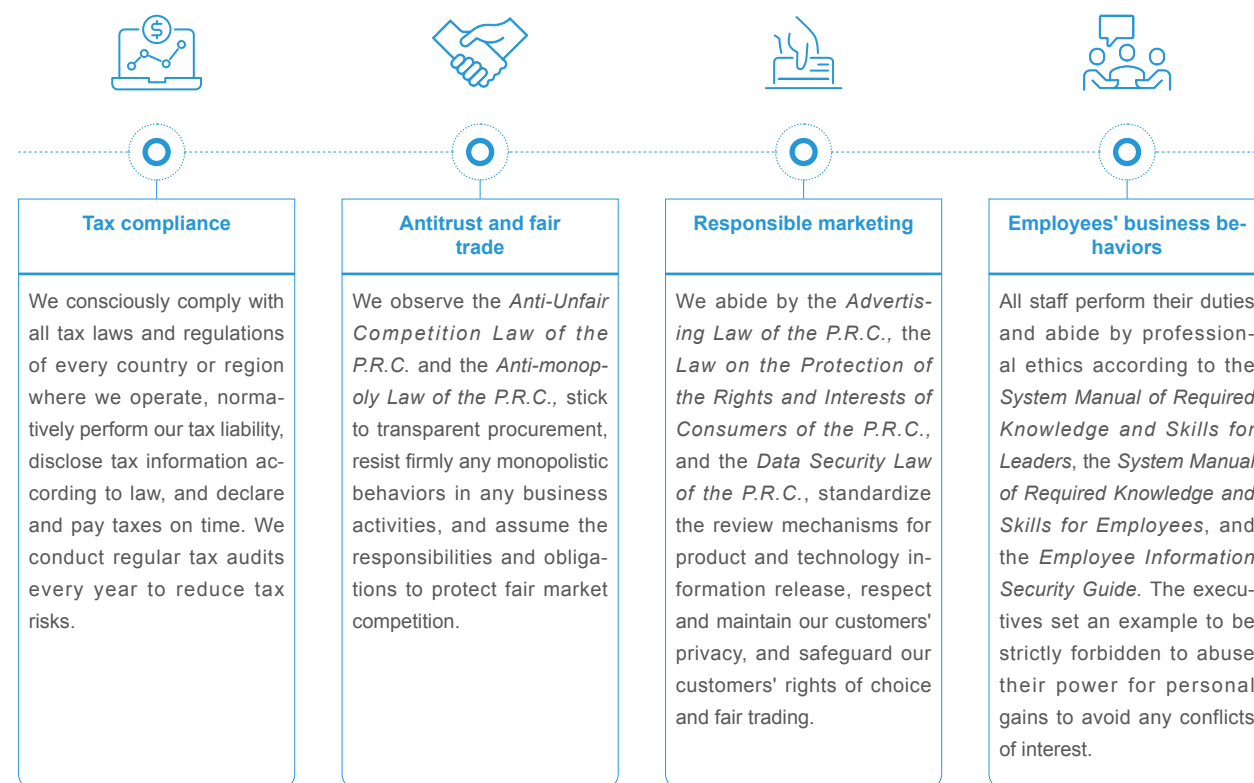 Tax compliance
We consciously comply with
all tax laws and regulations
of every country or region
where we operate, norma-
tively perform our tax liability,
disclose tax information ac-
cording to law, and declare
and pay taxes on time. We
conduct regular tax audits
every year to reduce tax
risks.
Antitrust and fair
trade
We observe the Anti-Unfair
Competition Law of the
P.R.C. and the Anti-monop-
oly Law of the P.R.C., stick
to transparent procurement,
resist firmly any monopolistic
behaviors in any business
activities, and assume the
responsibilities and obliga-
tions to protect fair market
competition.
Responsible marketing
We abide by the Advertis-
ing Law of the P.R.C., the
Law on the Protection of
the Rights and Interests of
Consumers of the P.R.C.,
and the Data Security Law
of the P.R.C., standardize
the review mechanisms for
product and technology in-
formation release, respect
and maintain our customers'
privacy, and safeguard our
customers' rights of choice
and fair trading.
Employees' business be-
haviors
All staff perform their duties
and abide by profession-
al ethics according to the
System Manual of Required
Knowledge and Skills for
Leaders, the System Manual
of Required Knowledge and
Skills for Employees, and
the Employee Information
Security Guide. The execu-
tives set an example to be
strictly forbidden to abuse
their power for personal
gains to avoid any conflicts
of interest.